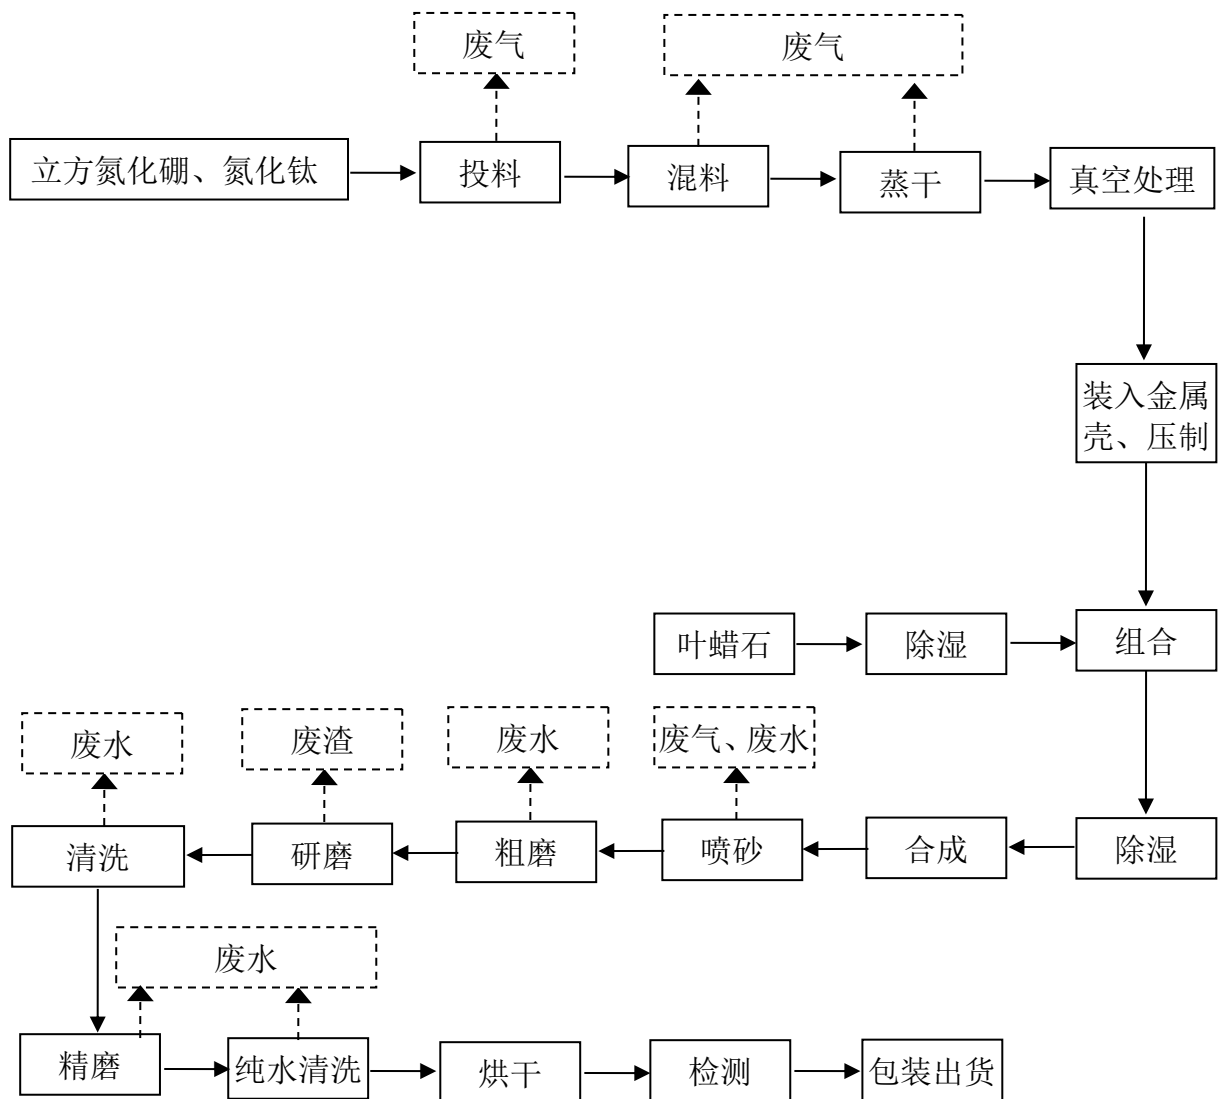 废气
废气
立方氮化硼、氮化钛
投料
混料
蒸干
真空处理
装入金属
壳、压制
叶蜡石
除湿
组合
废水
废渣
废水
废气、废水
清洗
研磨
粗磨
喷砂
合成
除湿
废水
精磨
纯水清洗
烘干
检测
包装出货